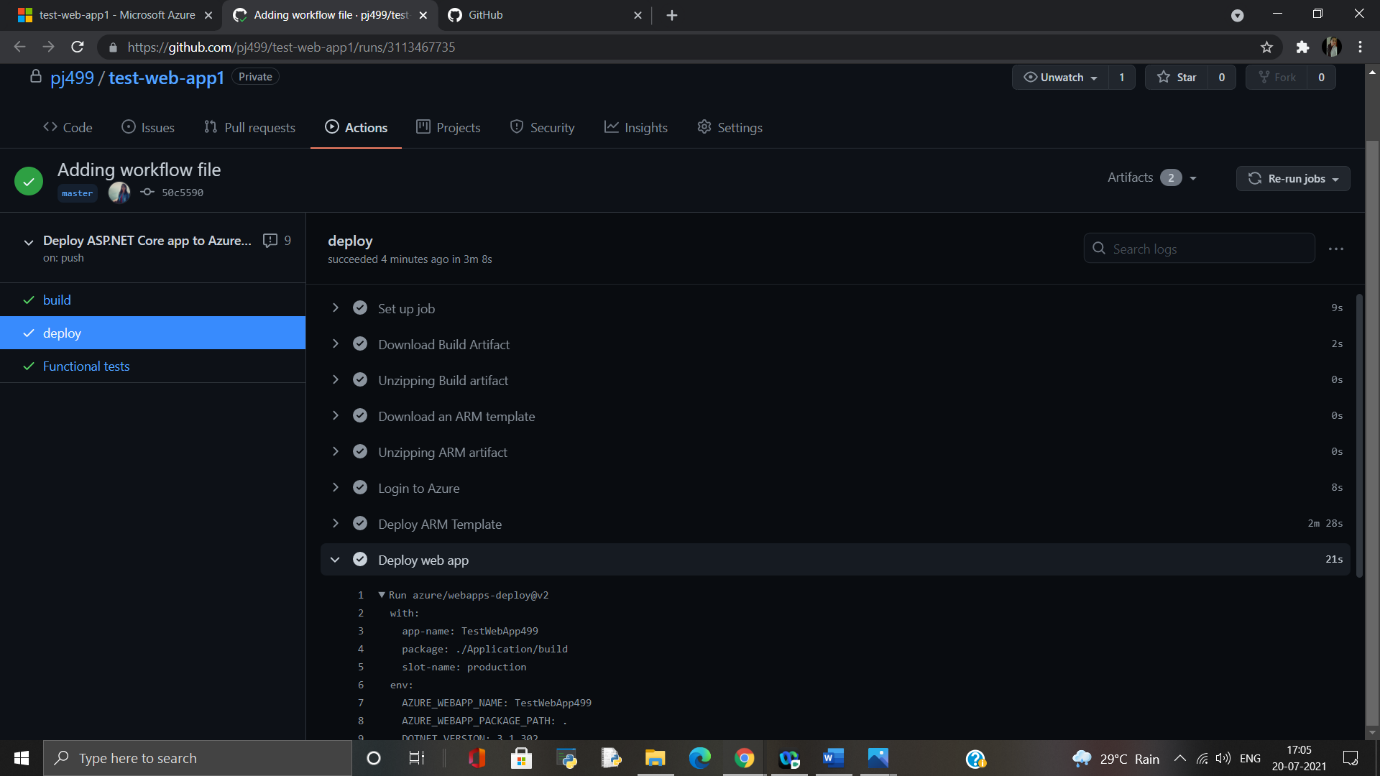 test-web-app1 - Microsoft Azure
Adding workflow file · pj499/test-
GitHub
https://github.com/pj499/test-web-app1/runs/3113467735
pj499 / test-web-app1 Private
Unwatch 1
Star 0
Fork 0
Code
Issues
Pull requests
Actions
Projects
Security
Insights
Settings
Adding workflow file
master 50c5590
Artifacts 2
Re-run jobs
Deploy ASP.NET Core app to Azure... 9
on: push
build
deploy
Functional tests
deploy
succeeded 4 minutes ago in 3m 8s
Search logs
Set up job 9s
Download Build Artifact 2s
Unzipping Build artifact 0s
Download an ARM template 0s
Unzipping ARM artifact 0s
Login to Azure 8s
Deploy ARM Template 2m 28s
Deploy web app 21s
1 Run azure/webapps-deploy@v2
2 with:
3 app-name: TestWebApp499
4 package: ./Application/build
5 slot-name: production
6 env:
7 AZURE_WEBAPP_NAME: TestWebApp499
8 AZURE_WEBAPP_PACKAGE_PATH: .
9 DOTNET_VERSION: 3.1.302
Type here to search
29°C Rain
ENG
17:05
20-07-2021